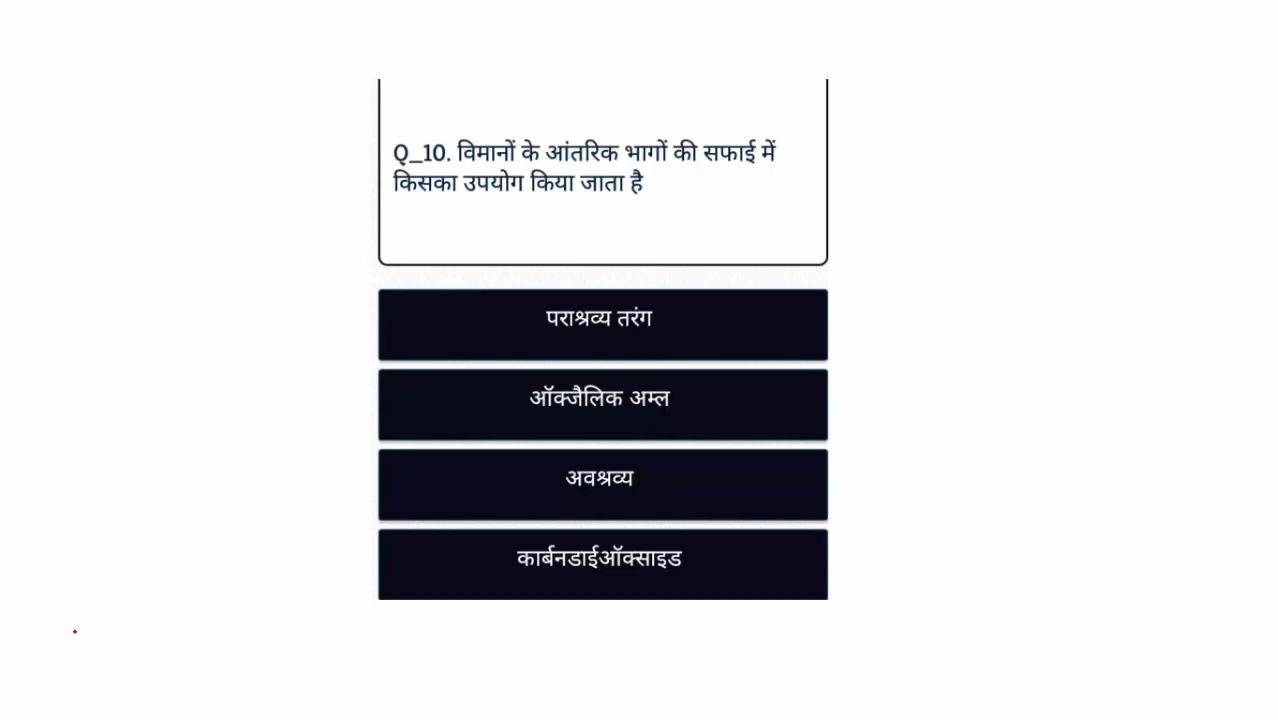 Q_10. विमानों के आंतरिक भागों की सफाई में
किसका उपयोग किया जाता है
पराश्रव्य तरंग
ऑक्जैलिक अम्ल
अवश्रव्य
कार्बनडाईऑक्साइड